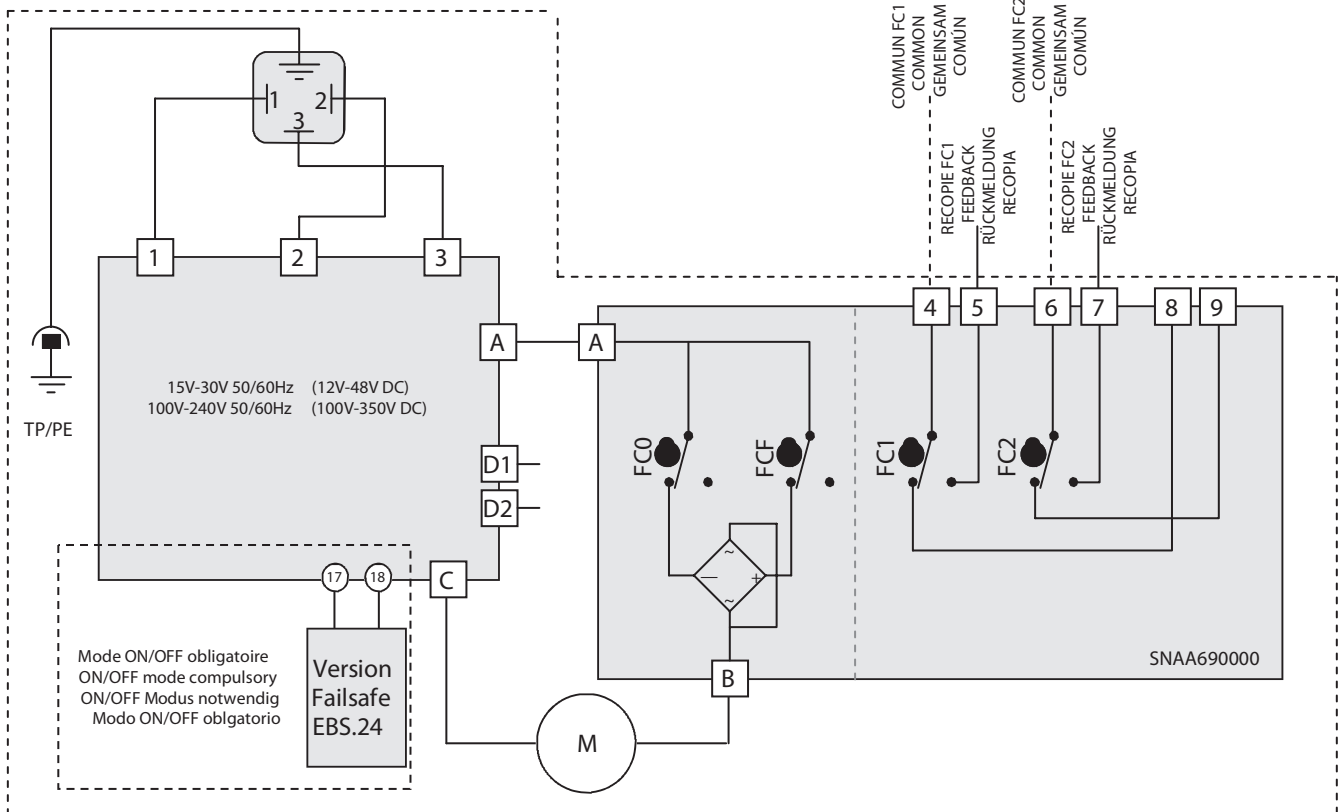 COMMUN FC1
COMMON
GEMEINSAM
COMÚN
COMMUN FC2
COMMON
GEMEINSAM
COMÚN
RECOPIE FC1
FEEDBACK
RÜCKMELDUNG
RECOPIA
RECOPIE FC2
FEEDBACK
RÜCKMELDUNG
RECOPIA
1
2
3
1
2
3
4
5
6
7
8
9
A
A
15V-30V 50/60Hz (12V-48V DC)
100V-240V 50/60Hz (100V-350V DC)
TP/PE
FC0
FCF
FC1
FC2
D1
D2
~
—
+
~
17
18
C
Mode ON/OFF obligatoire
ON/OFF mode compulsory
ON/OFF Modus notwendig
Modo ON/OFF oblgatorio
Version
Failsafe
EBS.24
SNAA690000
B
M